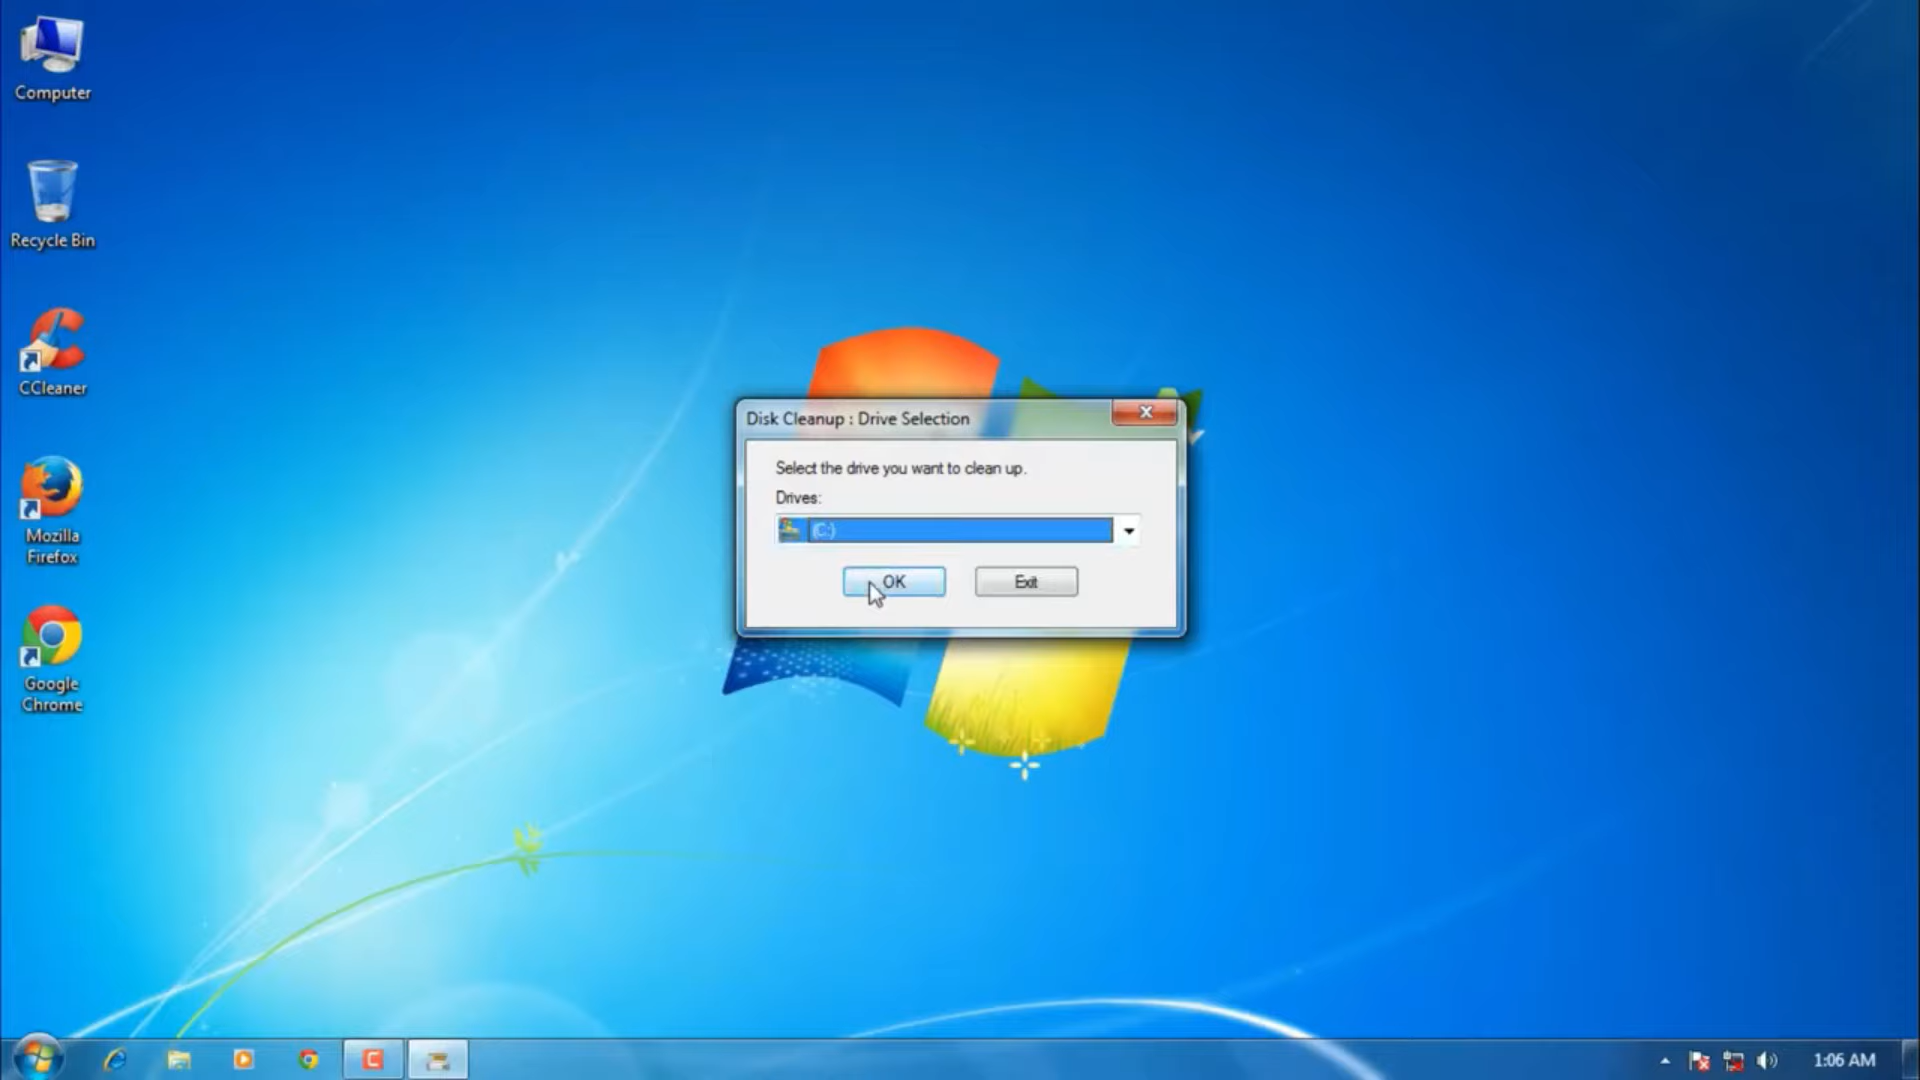 Computer
Recycle Bin
CCleaner
Mozilla
Firefox
Google
Chrome
Disk Cleanup : Drive Selection
Select the drive you want to clean up.
Drives:
(C:)
OK
Exit
1:06 AM